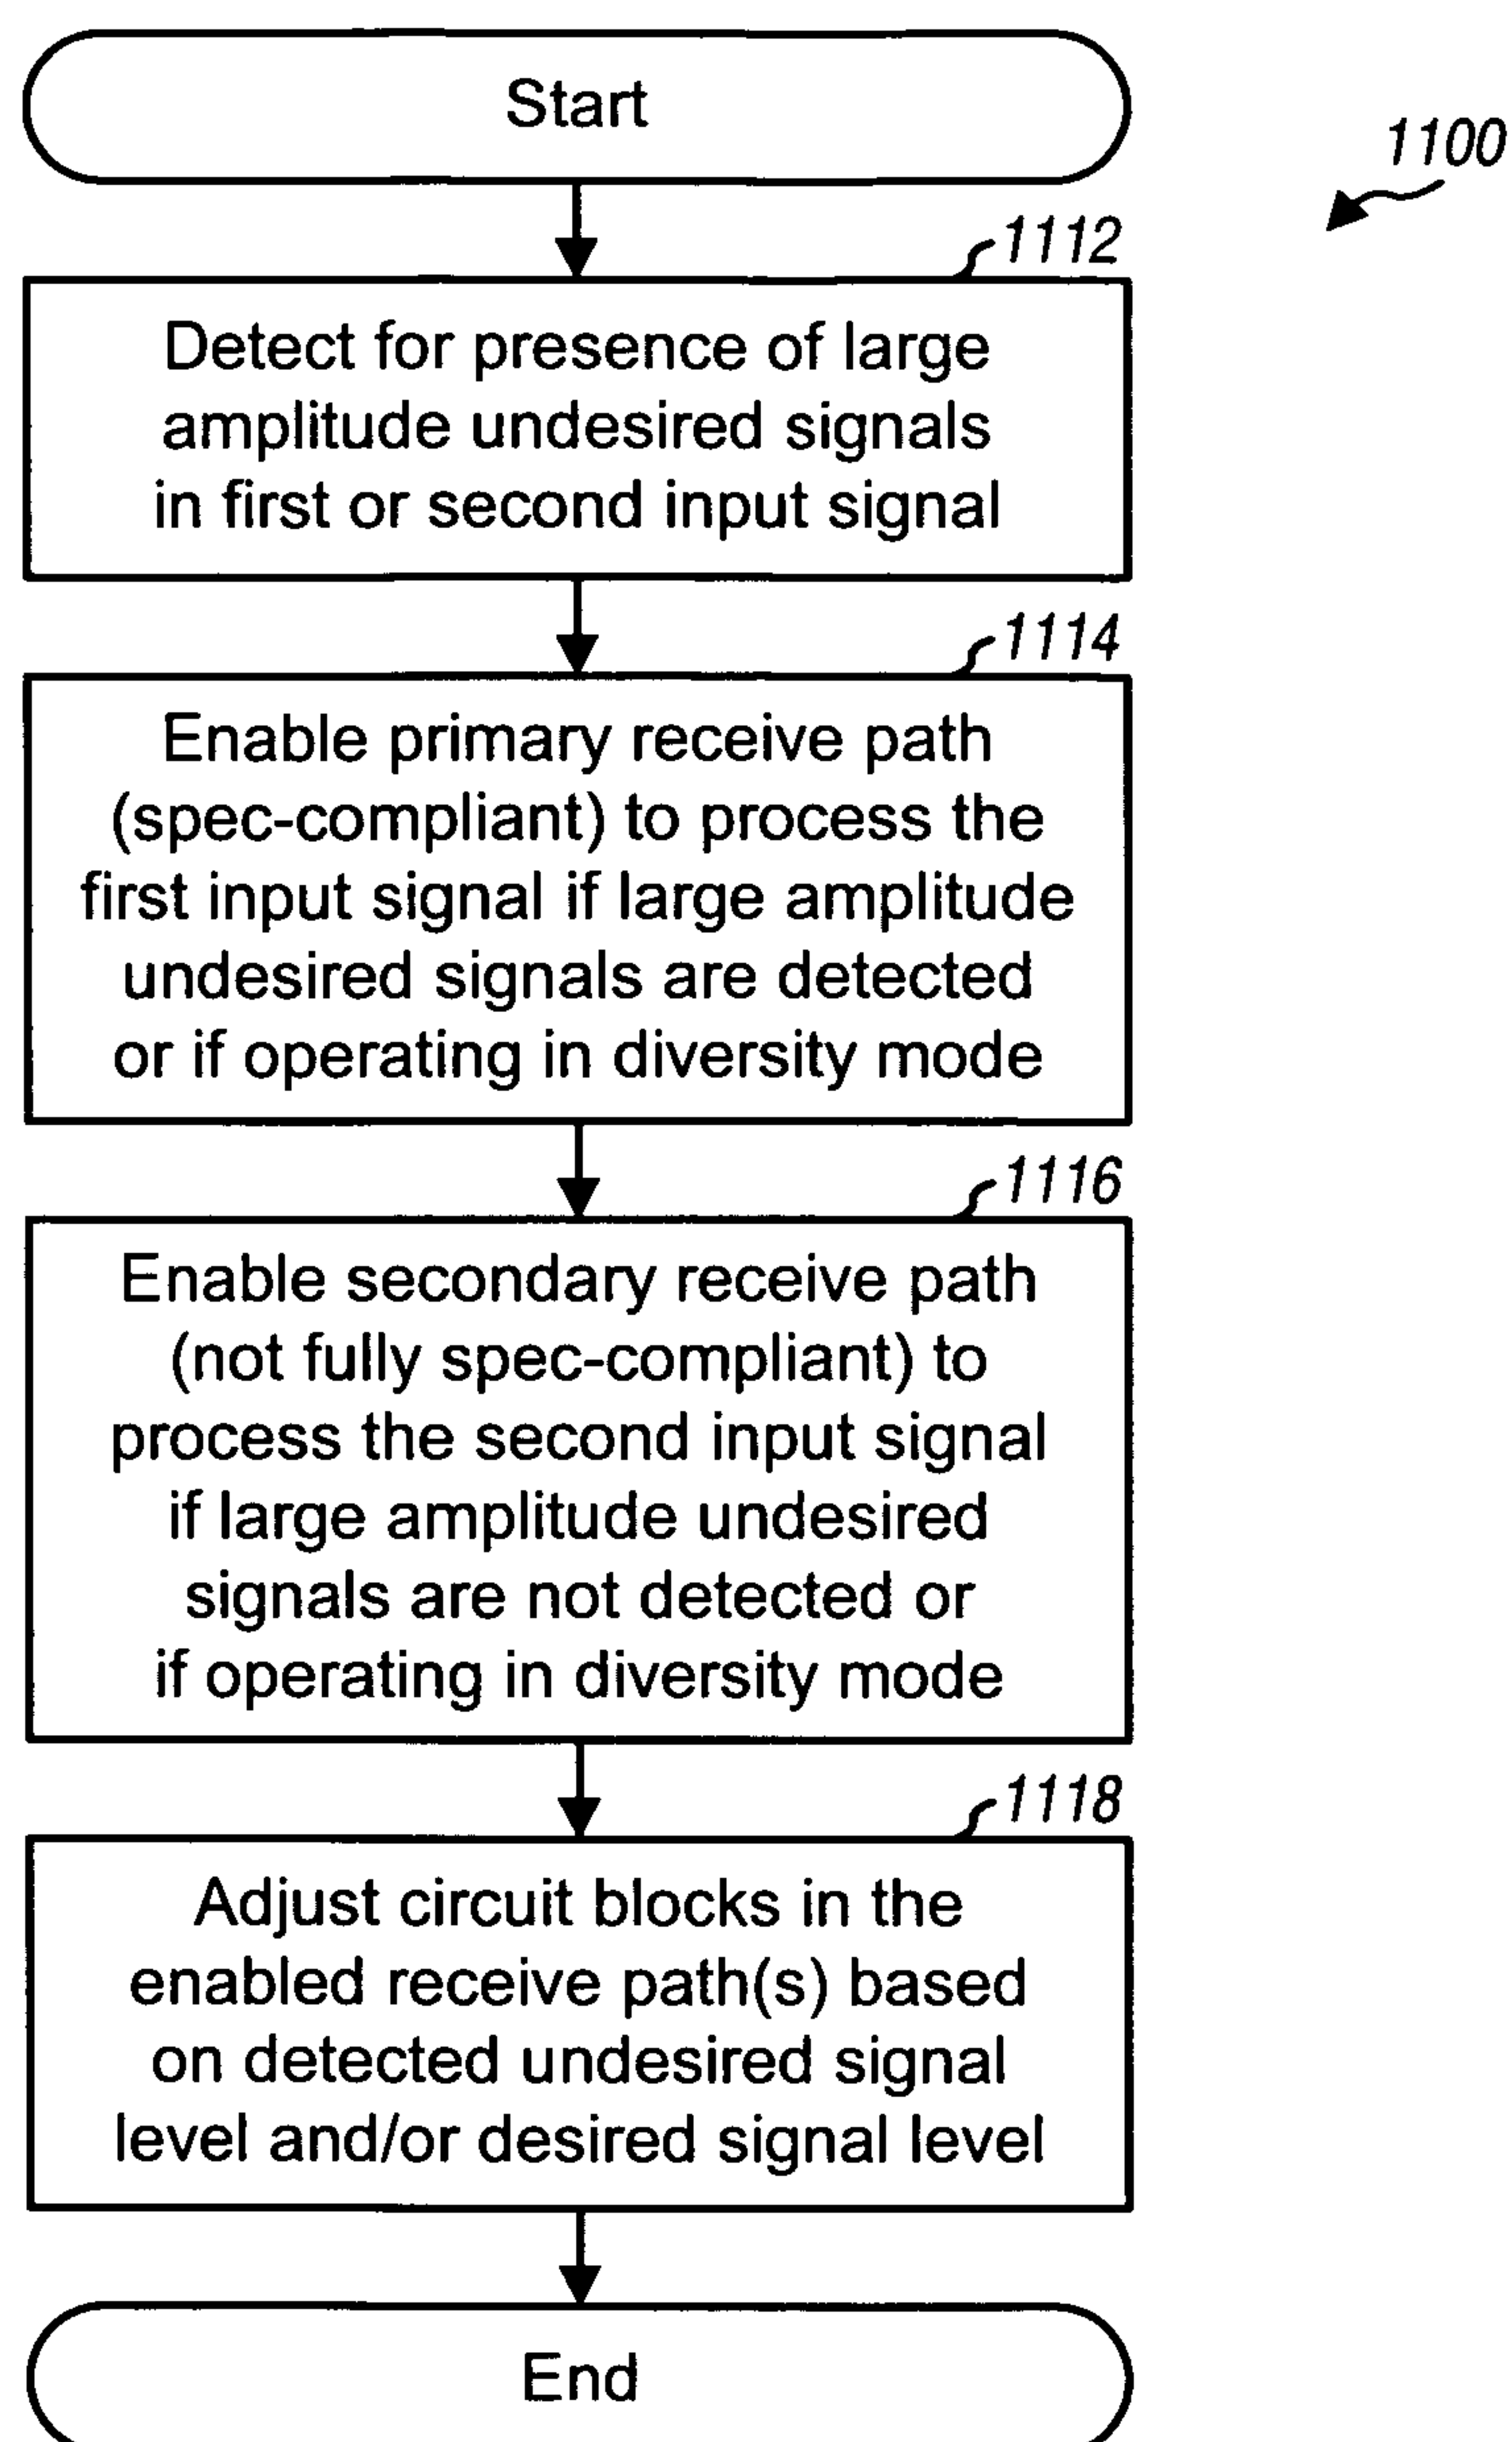 Start
1100
1112
Detect for presence of large
amplitude undesired signals
in first or second input signal
1114
Enable primary receive path
(spec-compliant) to process the
first input signal if large amplitude
undesired signals are detected
or if operating in diversity mode
1116
Enable secondary receive path
(not fully spec-compliant) to
process the second input signal
if large amplitude undesired
signals are not detected or
if operating in diversity mode
1118
Adjust circuit blocks in the
enabled receive path(s) based
on detected undesired signal
level and/or desired signal level
End